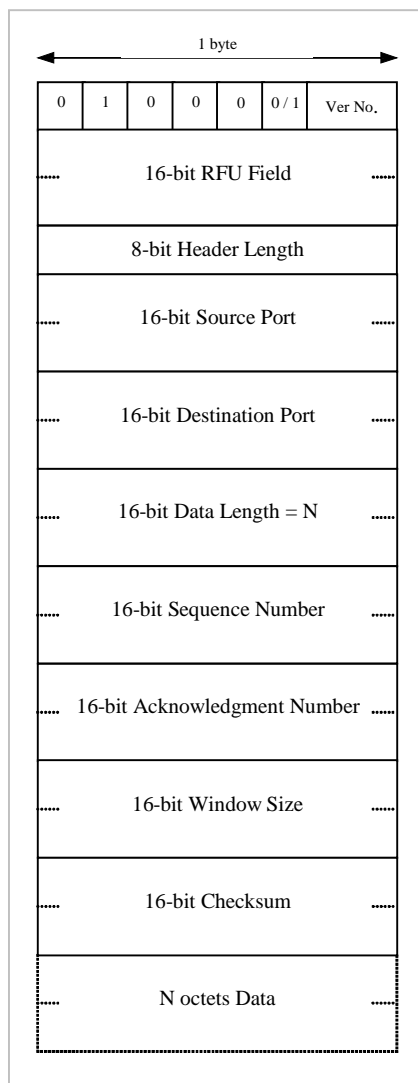 1 byte
0 1 0 0 0 0 / 1 Ver No.
16-bit RFU Field
8-bit Header Length
16-bit Source Port
16-bit Destination Port
16-bit Data Length = N
16-bit Sequence Number
16-bit Acknowledgment Number
16-bit Window Size
16-bit Checksum
N octets Data